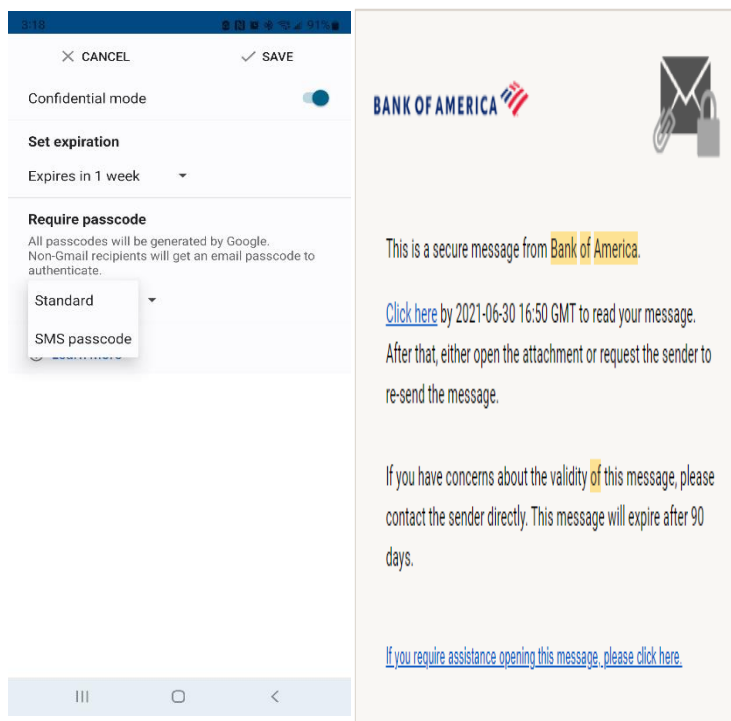 3:18
91%
CANCEL
SAVE
Confidential mode
Set expiration
Expires in 1 week
Require passcode
All passcodes will be generated by Google.
Non-Gmail recipients will get an email passcode to
authenticate.
Standard
SMS passcode
Learn more
BANK OF AMERICA
This is a secure message from Bank of America.
Click here by 2021-06-30 16:50 GMT to read your message.
After that, either open the attachment or request the sender to
re-send the message.
If you have concerns about the validity of this message, please
contact the sender directly. This message will expire after 90
days.
If you require assistance opening this message, please click here.